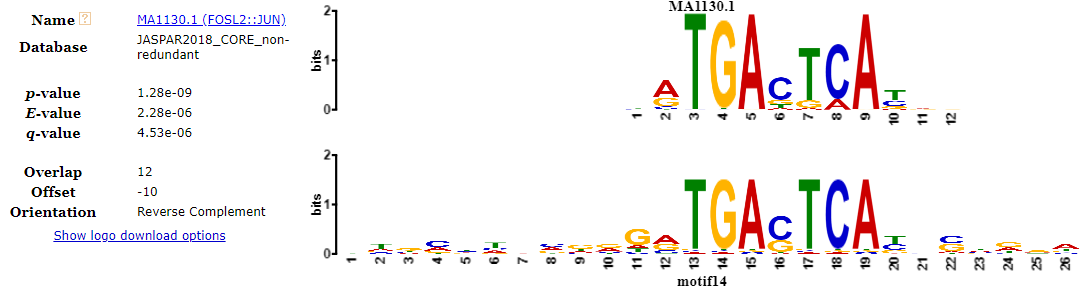 Name ? MA1130.1 (FOSL2::JUN)
Database JASPAR2018_CORE_non-
redundant
p-value 1.28e-09
E-value 2.28e-06
q-value 4.53e-06
Overlap 12
Offset -10
Orientation Reverse Complement
Show logo download options
MA1130.1
bits
2
1
0
ATGACTCAT
1 2 3 4 5 6 7 8 9 10 11 12
bits
2
1
0
TGACTCA
1 2 3 4 5 6 7 8 9 10 11 12 13 14 15 16 17 18 19 20 21 22 23 24 25 26
motif14